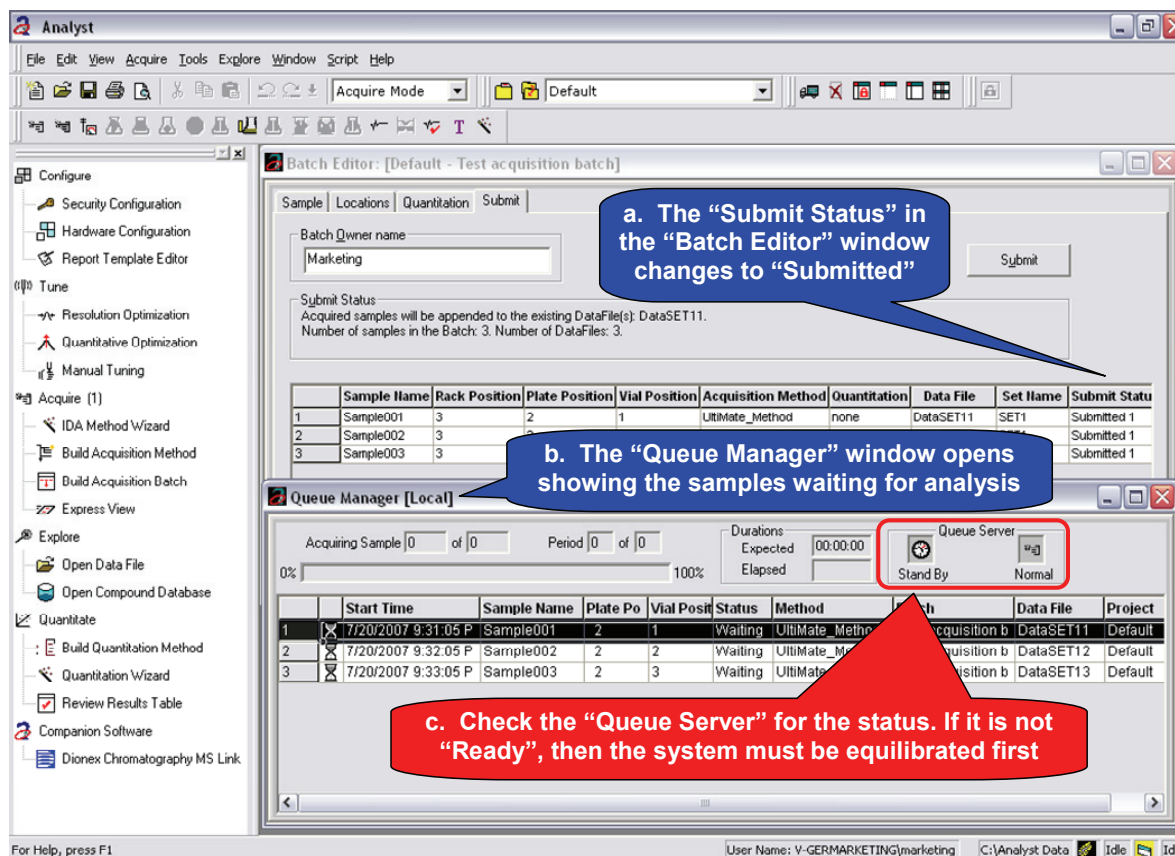 Analyst
File Edit View Acquire Tools Explore Window Script Help
Acquire Mode
Default
Configure
Security Configuration
Hardware Configuration
Report Template Editor
Tune
Resolution Optimization
Quantitative Optimization
Manual Tuning
Acquire (1)
IDA Method Wizard
Build Acquisition Method
Build Acquisition Batch
Express View
Explore
Open Data File
Open Compound Database
Quantitate
Build Quantitation Method
Quantitation Wizard
Review Results Table
Companion Software
Dionex Chromatography MS Link
Batch Editor: [Default - Test acquisition batch]
Sample Locations Quantitation Submit
Batch Owner name
Marketing
Submit
a. The “Submit Status” in
the “Batch Editor” window
changes to “Submitted”
Submit Status
Acquired samples will be appended to the existing DataFile(s): DataSET11.
Number of samples in the Batch: 3. Number of DataFiles: 3.
Sample Name Rack Position Plate Position Vial Position Acquisition Method Quantitation Data File Set Name Submit Statu
1 Sample001 3 2 1 UltiMate_Method none DataSET11 SET1 Submitted 1
2 Sample002 3 Submitted 1
3 Sample003 3 Submitted 1
b. The “Queue Manager” window opens
showing the samples waiting for analysis
Queue Manager [Local]
Acquiring Sample 0 of 0 Period 0 of 0
0% 100%
Durations
Expected 00:00:00
Elapsed
Queue Server
Stand By Normal
Start Time Sample Name Plate Po Vial Posit Status Method Data File Project
1 7/20/2007 9:31:05 P Sample001 2 1 Waiting UltiMate_Metho cquisition b DataSET11 Default
2 7/20/2007 9:32:05 P Sample002 2 2 Waiting UltiMate_Me uisition b DataSET12 Default
3 7/20/2007 9:33:05 P Sample003 2 3 Waiting UltiMate isition b DataSET13 Default
c. Check the “Queue Server” for the status. If it is not
“Ready”, then the system must be equilibrated first
For Help, press F1
User Name: V-GERMARKETING\marketing C:\Analyst Data Idle Id